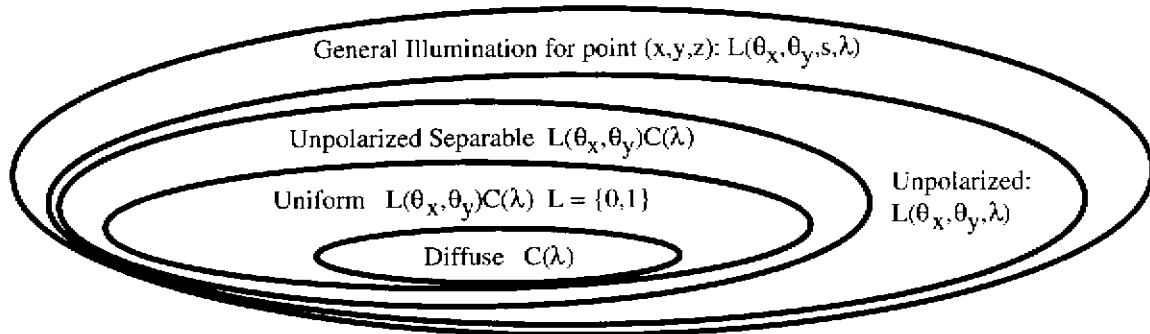 General Illumination for point (x,y,z): L(θx,θy,s,λ)
Unpolarized Separable L(θx,θy)C(λ)
Unpolarized:
L(θx,θy,λ)
Uniform L(θx,θy)C(λ) L = {0,1}
Diffuse C(λ)